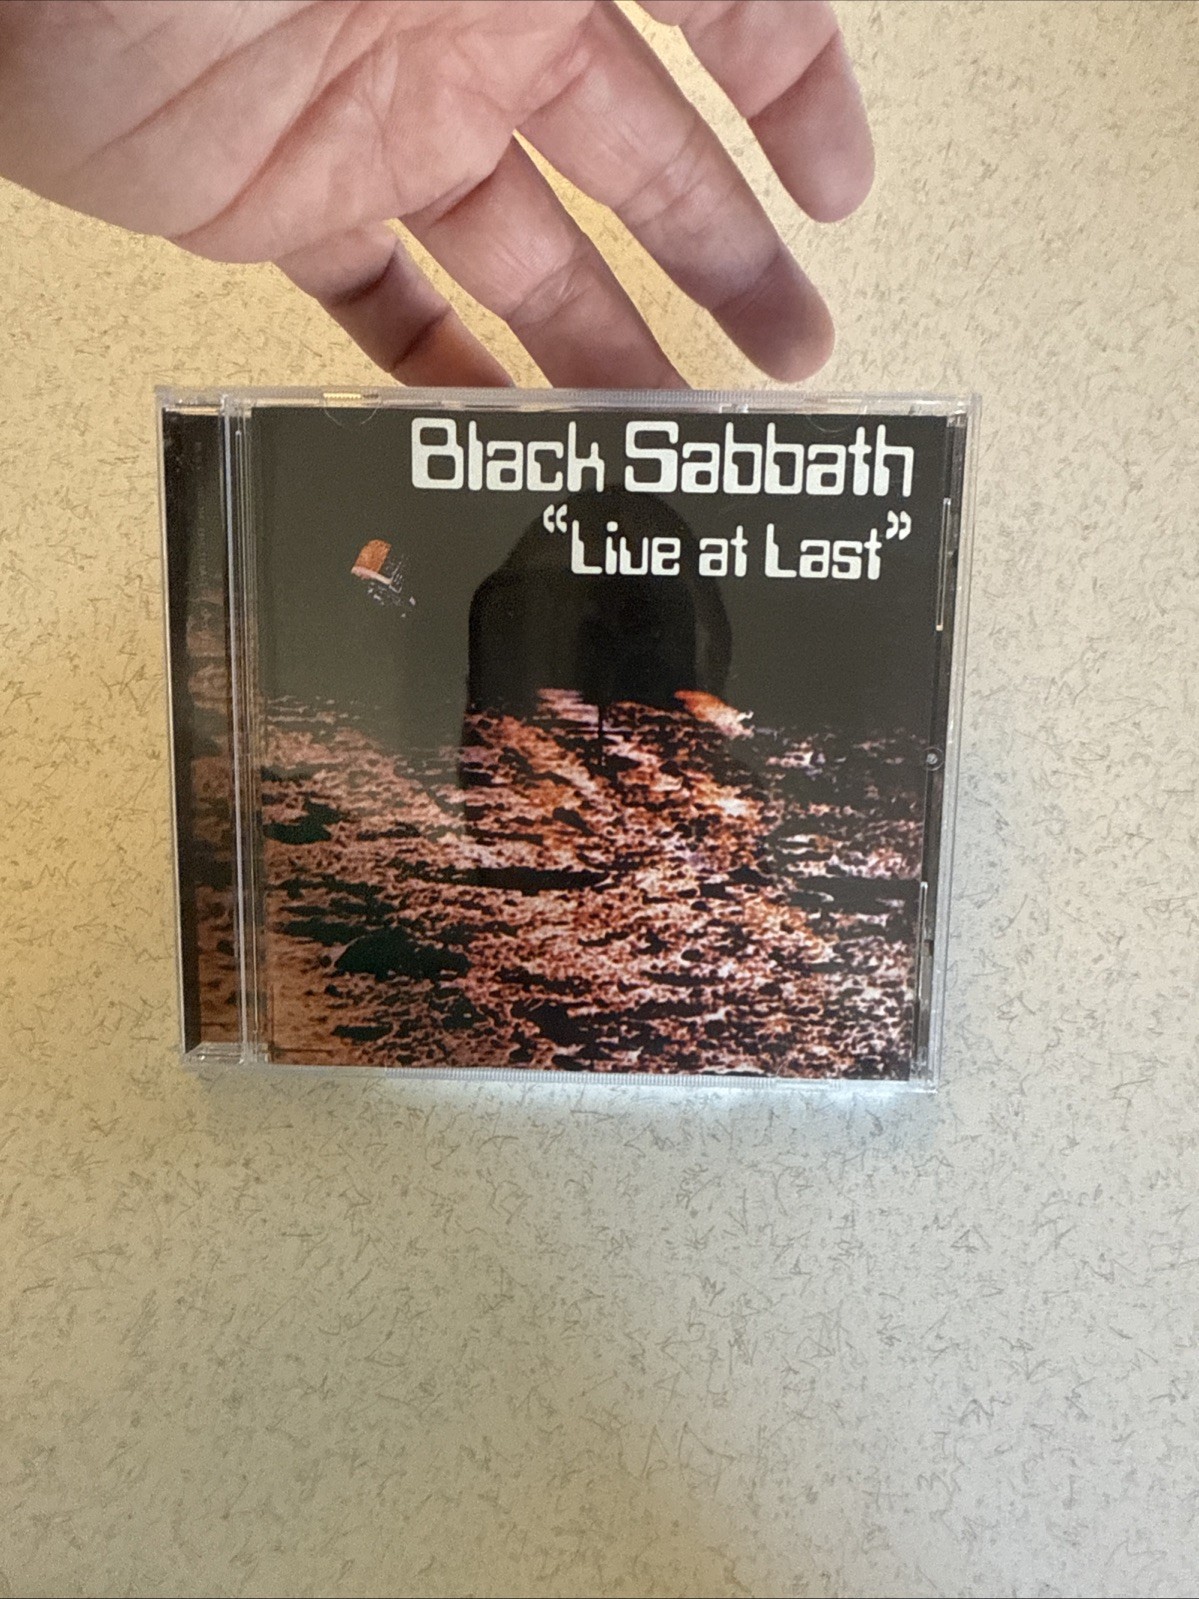 Black Sabbath
“Live at Last”